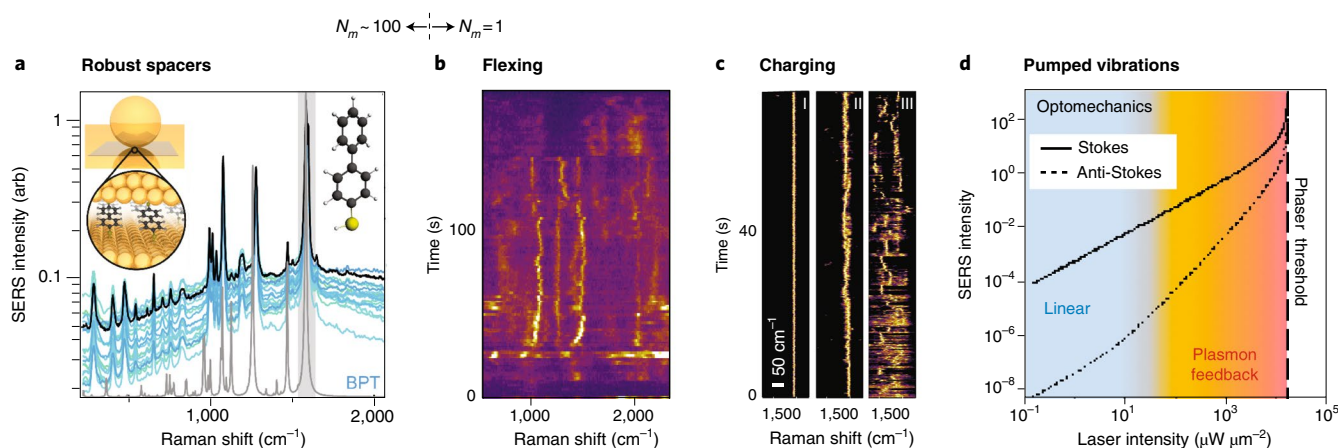 N_m ~ 100 N_m = 1
a Robust spacers
SERS intensity (arb)
1
0.1
BPT
1,000
2,000
Raman shift (cm⁻¹)
b Flexing
Time (s)
100
0
1,000
2,000
Raman shift (cm⁻¹)
c Charging
I
II
III
Time (s)
40
0
50 cm⁻¹
1,500
1,500
1,500
Raman shift (cm⁻¹)
d Pumped vibrations
SERS intensity
10²
10⁰
10⁻²
10⁻⁴
10⁻⁶
10⁻⁸
Optomechanics
Stokes
Anti-Stokes
Linear
Plasmon
feedback
Phaser threshold
10⁻¹
10¹
10³
10⁵
Laser intensity (μW μm⁻²)